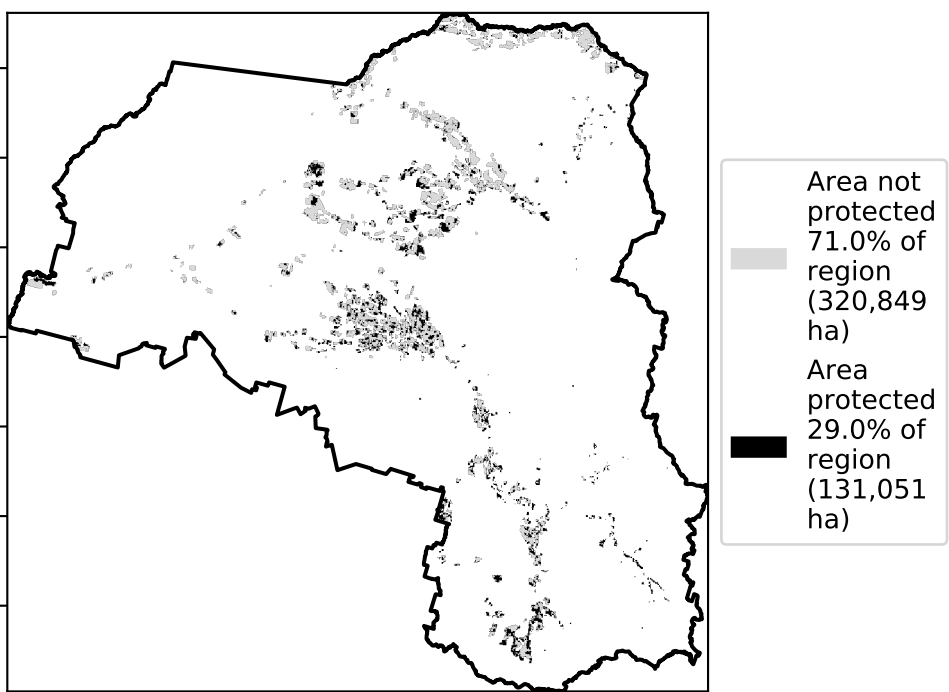 Area not
protected
71.0% of
region
(320,849
ha)
Area
protected
29.0% of
region
(131,051
ha)